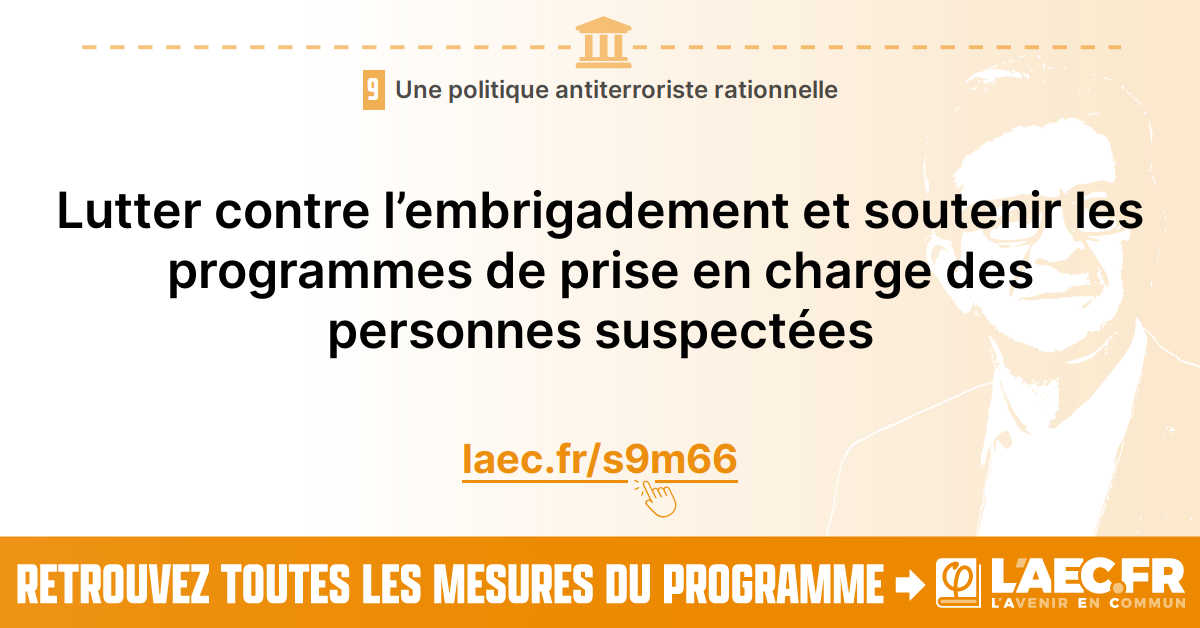 9 Une politique antiterroriste rationnelle
Lutter contre l’embrigadement et soutenir les
programmes de prise en charge des
personnes suspectées
laec.fr/s9m66
RETROUVEZ TOUTES LES MESURES DU PROGRAMME
L'AEC.FR
L'AVENIR EN COMMUN